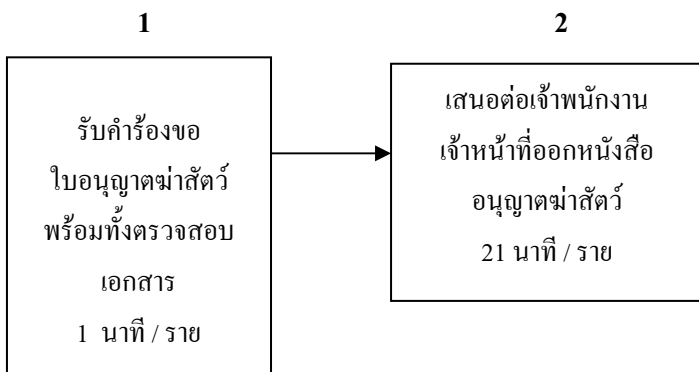 1
รับคำร้องขอ
ใบอนุญาตฆ่าสัตว์
พร้อมทั้งตรวจสอบ
เอกสาร
1 นาที / ราย
2
เสนอต่อเจ้าพนักงาน
เจ้าหน้าที่ออกหนังสือ
อนุญาตฆ่าสัตว์
21 นาที / ราย